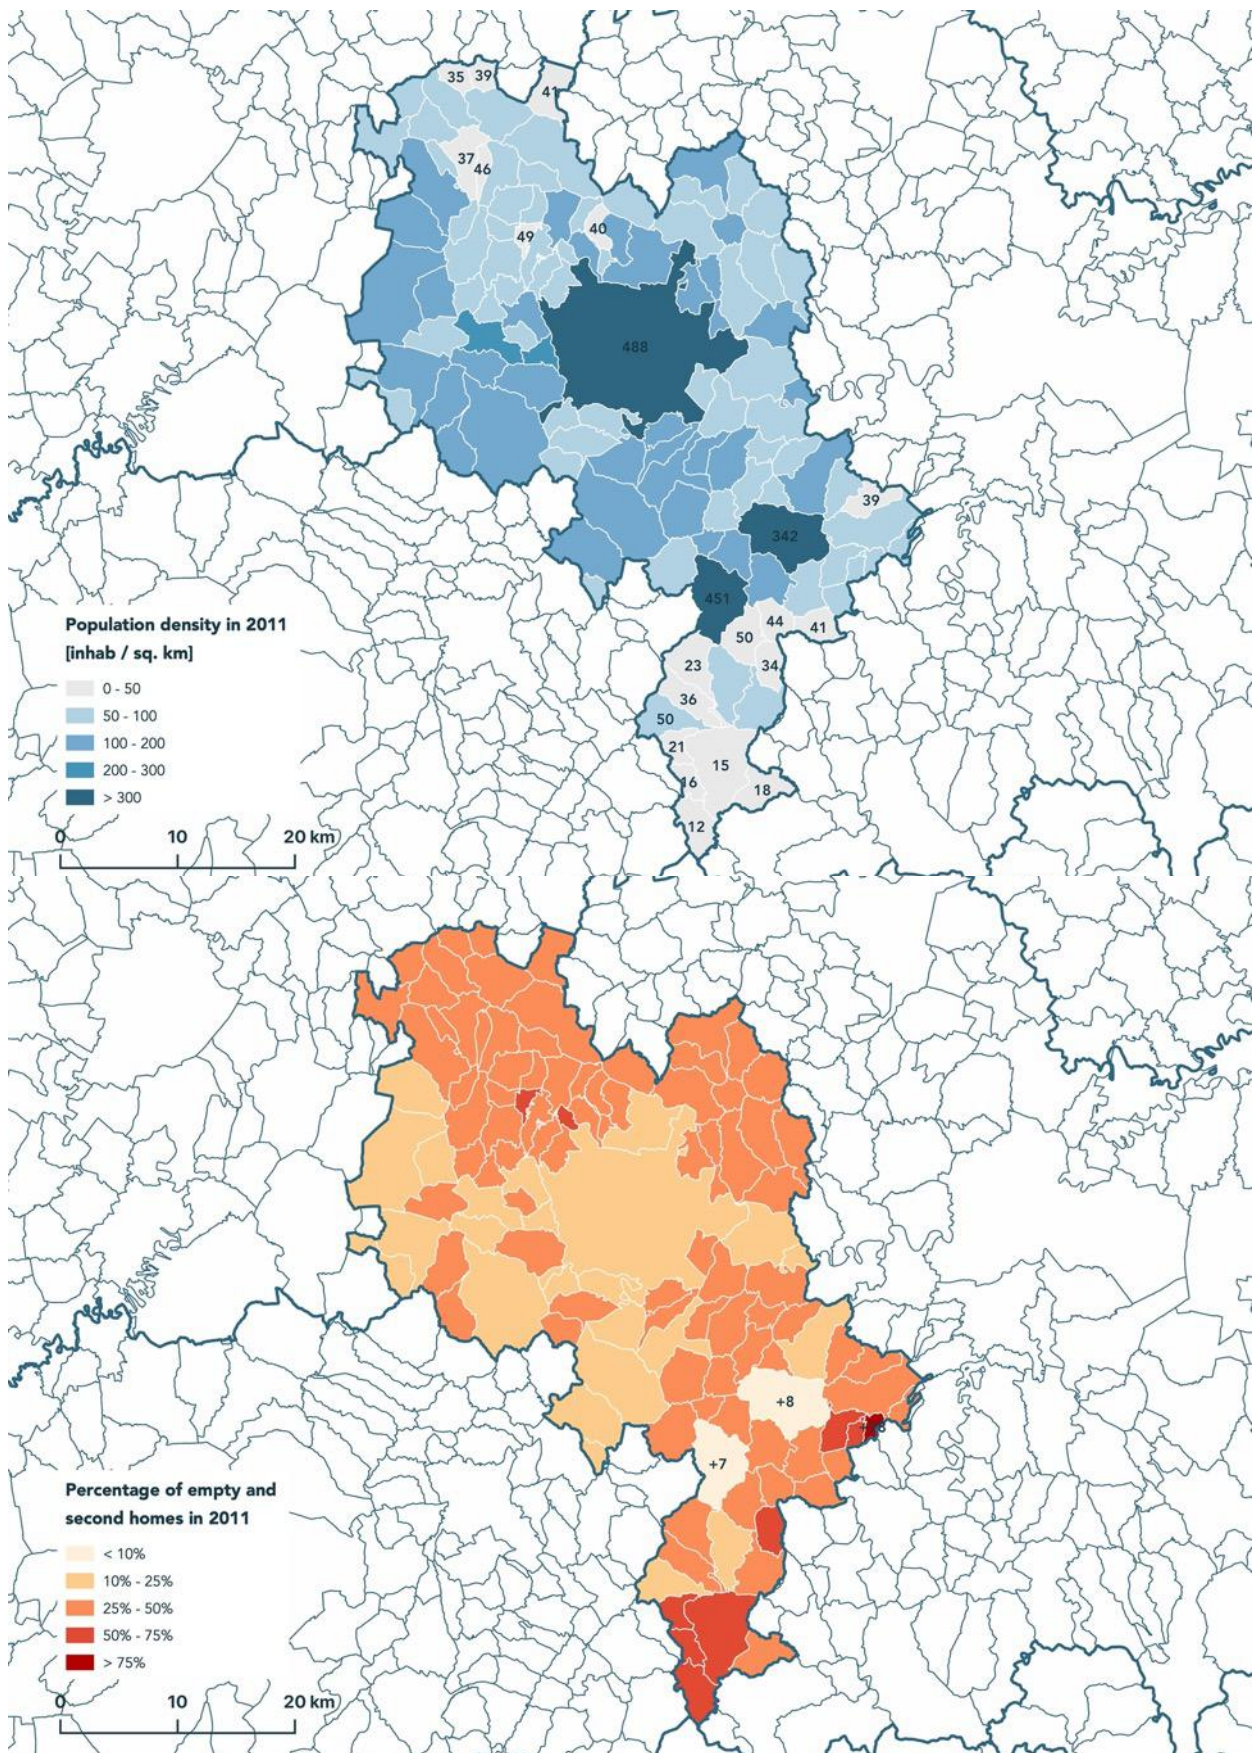 35 39
41
37
46
40
49
488
39
342
451
44
41
50
23
34
36
50
21
15
16
18
12
Population density in 2011
[inhab / sq. km]
0 - 50
50 - 100
100 - 200
200 - 300
> 300
0 10 20 km
+8
+7
Percentage of empty and
second homes in 2011
< 10%
10% - 25%
25% - 50%
50% - 75%
> 75%
0 10 20 km